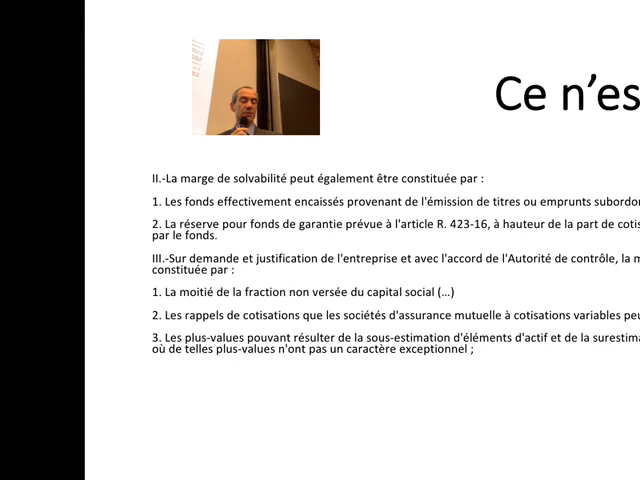 Ce n’es
II.-La marge de solvabilité peut également être constituée par :
1. Les fonds effectivement encaissés provenant de l'émission de titres ou emprunts subordon
2. La réserve pour fonds de garantie prévue à l'article R. 423-16, à hauteur de la part de cotis
par le fonds.
III.-Sur demande et justification de l'entreprise et avec l'accord de l'Autorité de contrôle, la m
constituée par :
1. La moitié de la fraction non versée du capital social (…)
2. Les rappels de cotisations que les sociétés d'assurance mutuelle à cotisations variables peu
3. Les plus-values pouvant résulter de la sous-estimation d'éléments d'actif et de la surestima
où de telles plus-values n'ont pas un caractère exceptionnel ;